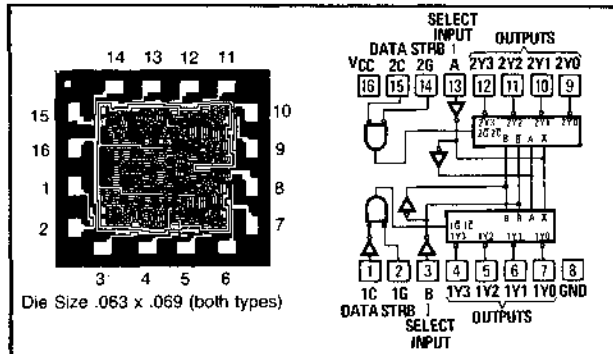 14 13 12 11
15
16
1
2
10
9
8
7
3 4 5 6
Die Size .063 x .069 (both types)
SELECT
INPUT OUTPUTS
DATA STRB
VCC 2C 2G A 2Y3 2Y2 2Y1 2Y0
16 15 14 13 12 11 10 9
2Y3 2Y2 2Y1 2Y0
2G 2C B B A A
B B A A
1G 1C
1Y3 1Y2 1Y1 1Y0
1 2 3 4 5 6 7 8
1C 1G B 1Y3 1Y2 1Y1 1Y0 GND
DATA STRB
SELECT OUTPUTS
INPUT